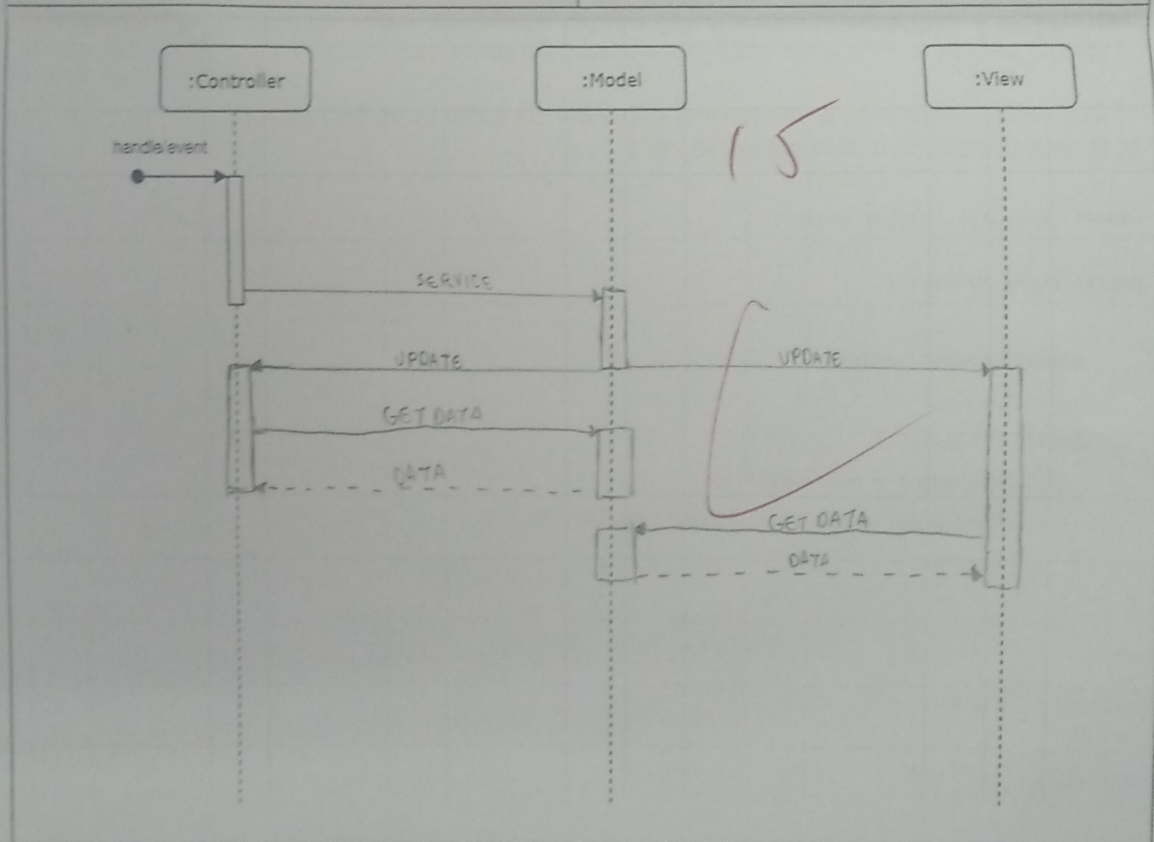 :Controller
:Model
:View
handle event
15
SERVICE
UPDATE
UPDATE
GET DATA
DATA
GET DATA
DATA